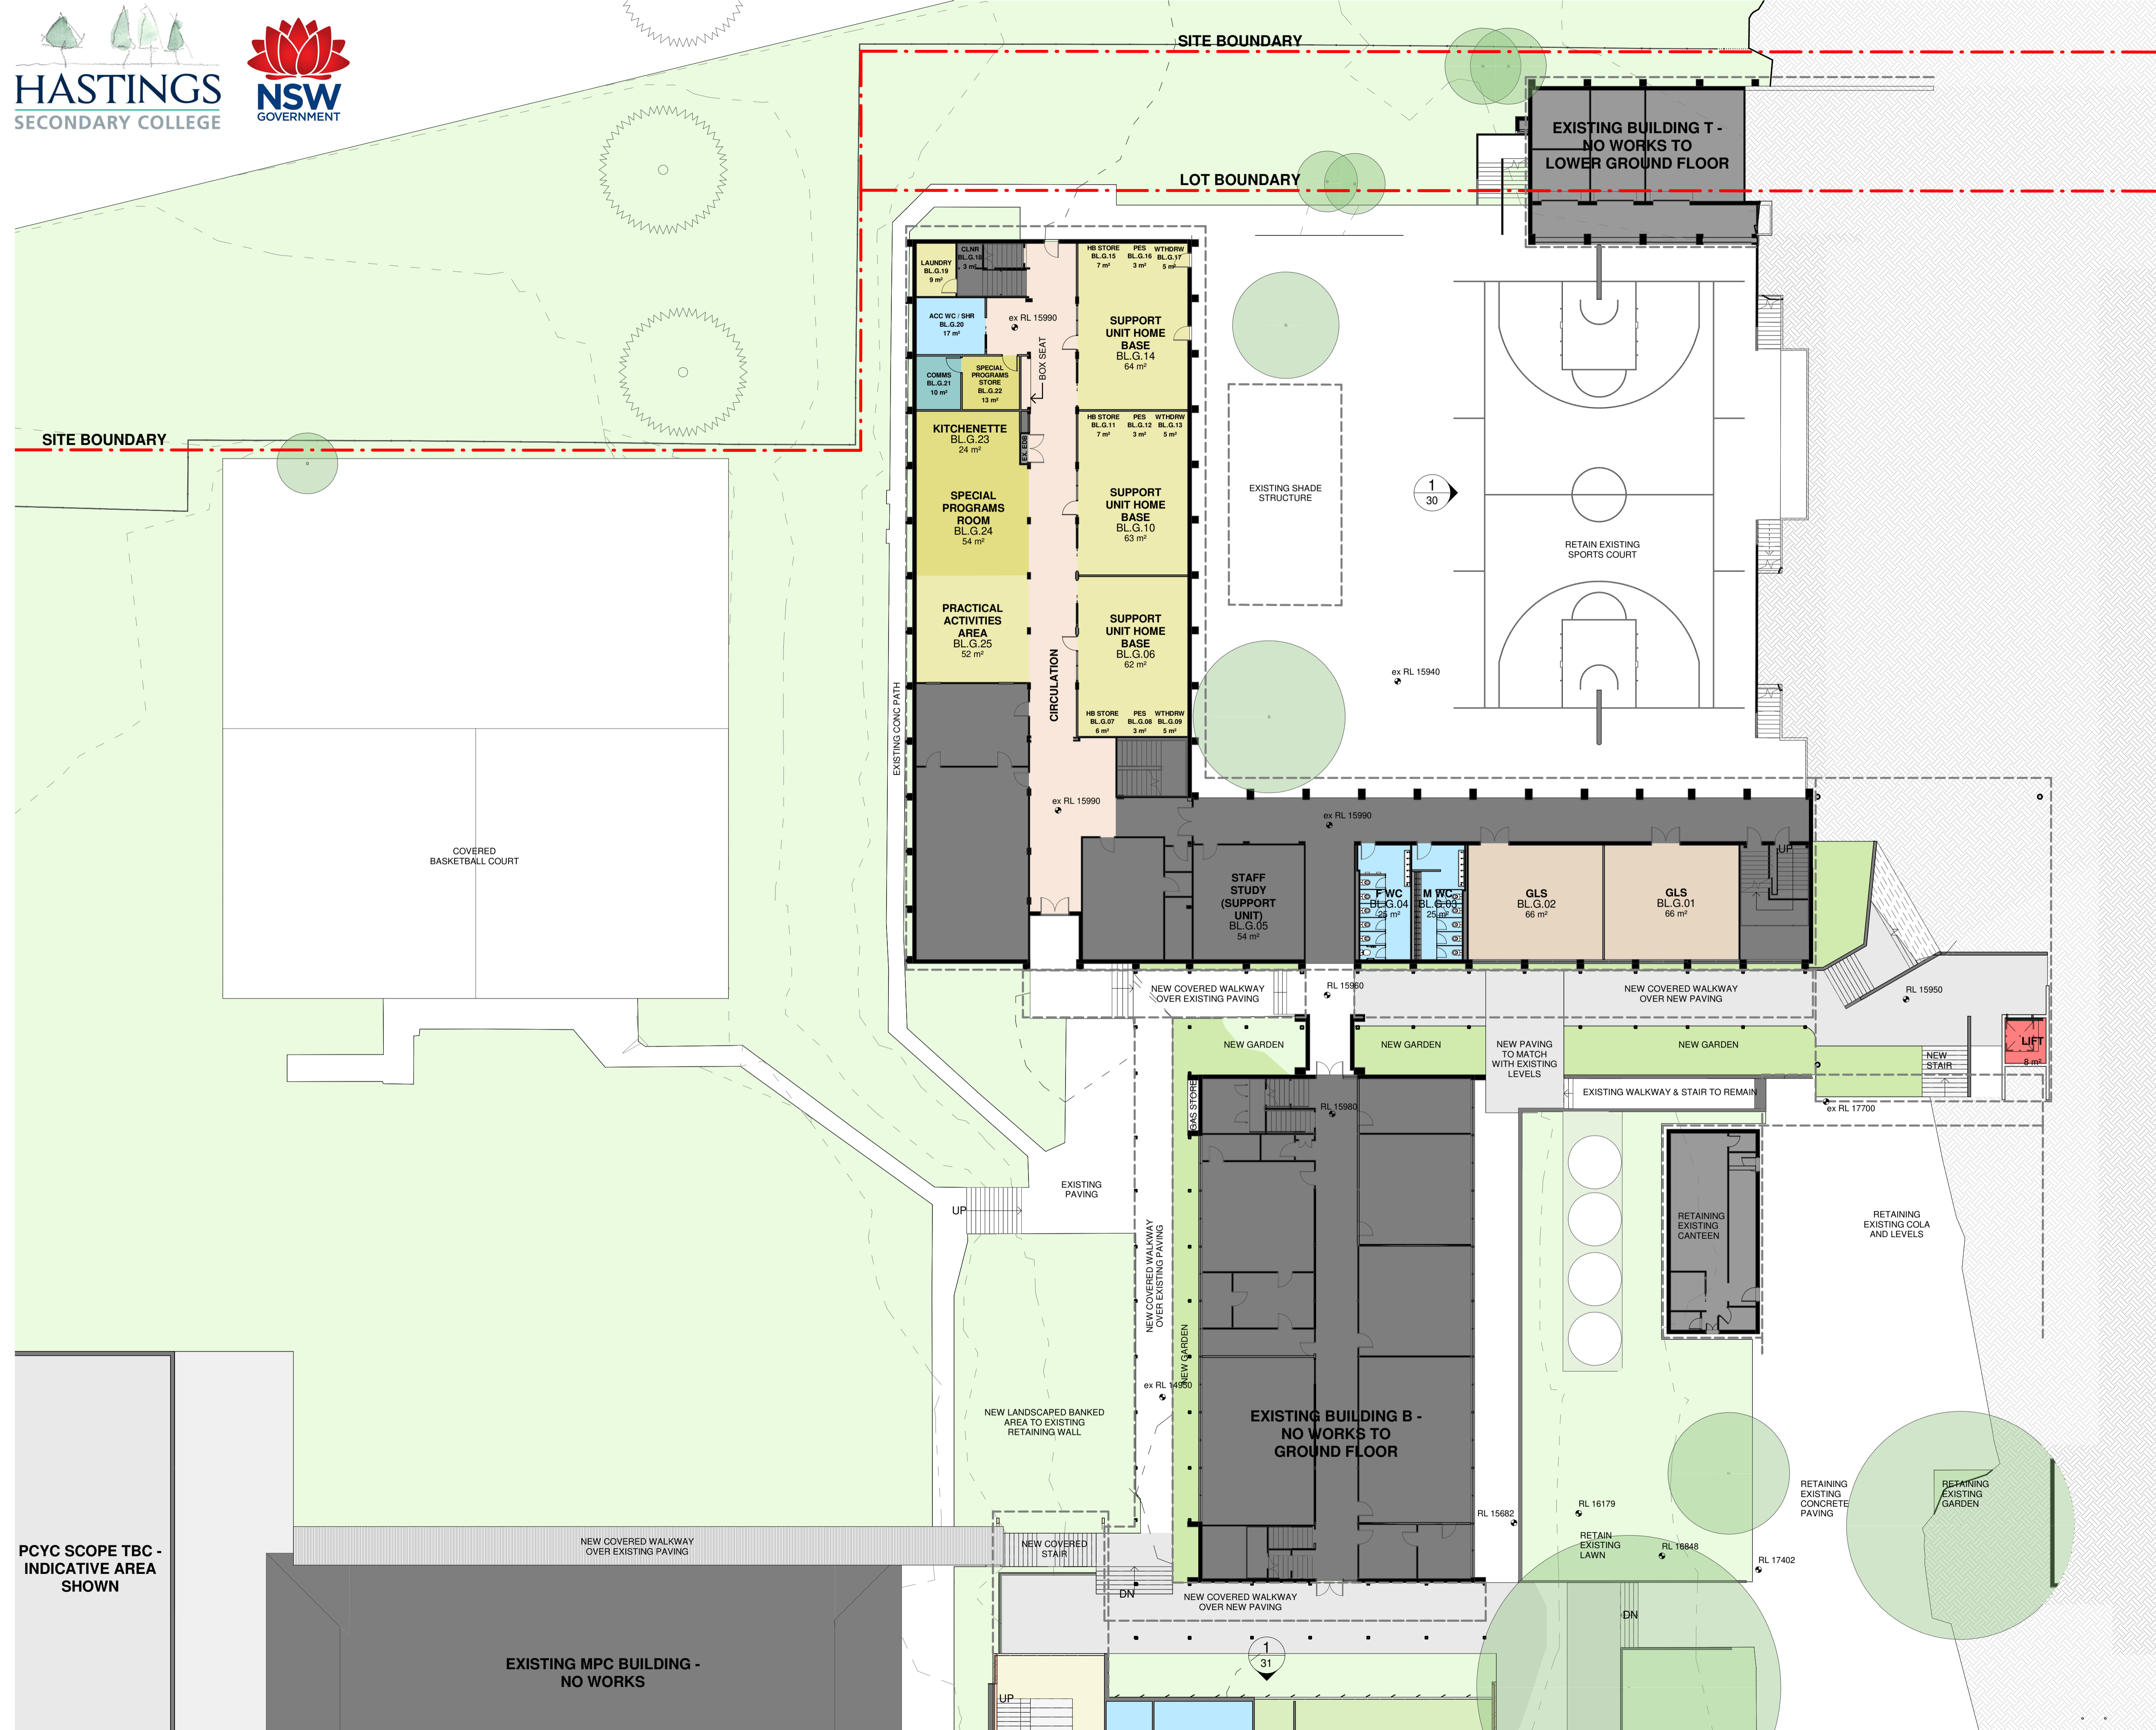 HASTINGS
SECONDARY COLLEGE
NSW
GOVERNMENT
SITE BOUNDARY
EXISTING BUILDING T -
NO WORKS TO
LOWER GROUND FLOOR
LOT BOUNDARY
SITE BOUNDARY
LAUNDRY
BL.G.19
9 m²
CLNR
BL.G.18
3 m²
HB STORE
BL.G.15
7 m²
PES
BL.G.16
3 m²
WTHDRW
BL.G.17
5 m²
ACC WC / SHR
BL.G.20
17 m²
ex RL 15990
BOX SEAT
SUPPORT
UNIT HOME
BASE
BL.G.14
64 m²
COMMS
BL.G.21
10 m²
SPECIAL
PROGRAMS
STORE
BL.G.22
13 m²
KITCHENETTE
BL.G.23
24 m²
EX. EDB
HB STORE
BL.G.11
7 m²
PES
BL.G.12
3 m²
WTHDRW
BL.G.13
5 m²
SPECIAL
PROGRAMS
ROOM
BL.G.24
54 m²
SUPPORT
UNIT HOME
BASE
BL.G.10
63 m²
EXISTING SHADE
STRUCTURE
1
30
RETAIN EXISTING
SPORTS COURT
PRACTICAL
ACTIVITIES
AREA
BL.G.25
52 m²
SUPPORT
UNIT HOME
BASE
BL.G.06
62 m²
CIRCULATION
EXISTING CONC PATH
ex RL 15940
HB STORE
BL.G.07
6 m²
PES
BL.G.08
3 m²
WTHDRW
BL.G.09
5 m²
ex RL 15990
ex RL 15990
COVERED
BASKETBALL COURT
STAFF
STUDY
(SUPPORT
UNIT)
BL.G.05
54 m²
F WC
BL.G.04
25 m²
M WC
BL.G.03
25 m²
GLS
BL.G.02
66 m²
GLS
BL.G.01
66 m²
UP
NEW COVERED WALKWAY
OVER EXISTING PAVING
RL 15960
NEW COVERED WALKWAY
OVER NEW PAVING
RL 15950
NEW GARDEN
NEW GARDEN
NEW PAVING
TO MATCH
WITH EXISTING
LEVELS
NEW GARDEN
NEW
STAIR
LIFT
8 m²
GAS STORE
RL 15980
EXISTING WALKWAY & STAIR TO REMAIN
ex RL 17700
EXISTING
PAVING
UP
NEW COVERED WALKWAY
OVER EXISTING PAVING
NEW GARDEN
RETAINING
EXISTING
CANTEEN
RETAINING
EXISTING COLA
AND LEVELS
ex RL 14950
NEW LANDSCAPED BANKED
AREA TO EXISTING
RETAINING WALL
EXISTING BUILDING B -
NO WORKS TO
GROUND FLOOR
RL 15682
RL 16179
RETAIN
EXISTING
LAWN
RL 16848
RL 17402
RETAINING
EXISTING
CONCRETE
PAVING
RETAINING
EXISTING
GARDEN
PCYC SCOPE TBC -
INDICATIVE AREA
SHOWN
NEW COVERED WALKWAY
OVER EXISTING PAVING
NEW COVERED
STAIR
DN
NEW COVERED WALKWAY
OVER NEW PAVING
DN
EXISTING MPC BUILDING -
NO WORKS
1
31
UP